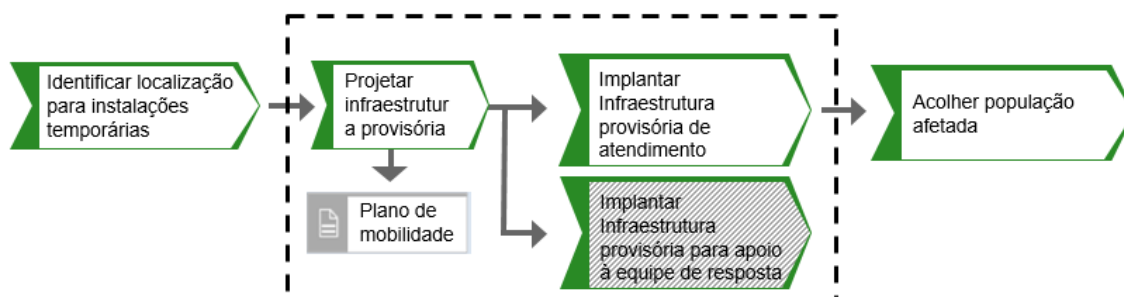 Identificar localização
para instalações
temporárias
Projetar
infraestrutur
a provisória
Plano de
mobilidade
Implantar
Infraestrutura
provisória de
atendimento
Implantar
Infraestrutura
provisória para apoio
à equipe de resposta
Acolher população
afetada